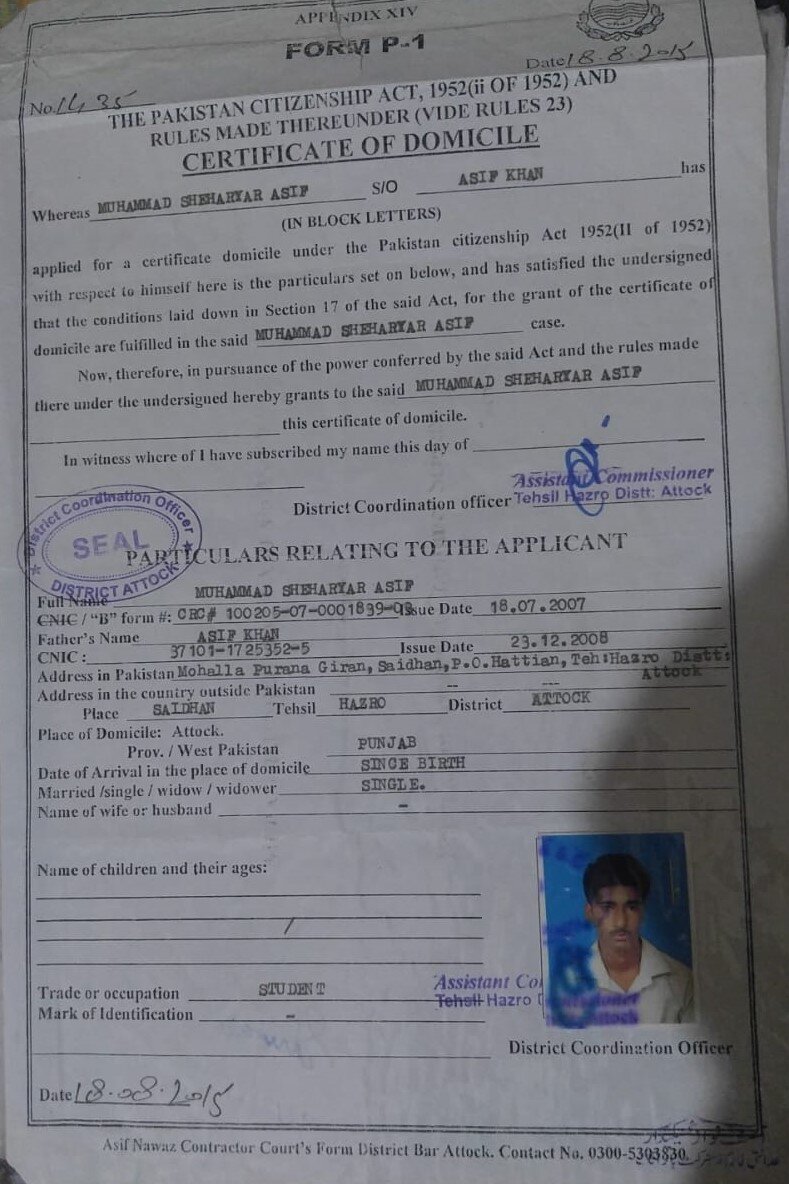 APPENDIX XIV
FORM P-1
No. 1435
Date 18.8.2015
THE PAKISTAN CITIZENSHIP ACT, 1952(ii OF 1952) AND
RULES MADE THEREUNDER (VIDE RULES 23)
CERTIFICATE OF DOMICILE
Whereas MUHAMMAD SHEHARYAR ASIF S/O ASIF KHAN has
(IN BLOCK LETTERS)
applied for a certificate domicile under the Pakistan citizenship Act 1952(II of 1952)
with respect to himself here is the particulars set on below, and has satisfied the undersigned
that the conditions laid down in Section 17 of the said Act, for the grant of the certificate of
domicile are fuifilled in the said MUHAMMAD SHEHARYAR ASIF case.
Now, therefore, in pursuance of the power conferred by the said Act and the rules made
there under the undersigned hereby grants to the said MUHAMMAD SHEHARYAR ASIF
this certificate of domicile.
In witness where of I have subscribed my name this day of
Assistant Commissioner
District Coordination officer Tehsil Hazro Distt: Attock
District Coordination Officer
SEAL
DISTRICT ATTOCK
PARTICULARS RELATING TO THE APPLICANT
Full Name MUHAMMAD SHEHARYAR ASIF
CNIC / "B" form #: CRC# 100205-07-0001839- Issue Date 18.07.2007
Father's Name ASIF KHAN
CNIC : 37101-1725352-5 Issue Date 23.12.2008
Address in Pakistan Mohalla Purana Giran, Saidhan, P.O.Hattian, Teh:Hazro Distt:
Attock
Address in the country outside Pakistan -- ---
Place SAIDHAN Tehsil HAZRO District ATTOCK
Place of Domicile: Attock.
Prov. / West Pakistan PUNJAB
Date of Arrival in the place of domicile SINCE BIRTH
Married /single / widow / widower SINGLE.
Name of wife or husband -
Name of children and their ages:
/
Trade or occupation STUDENT
Assistant Co
Mark of Identification -
Tehsil Hazro D
District Coordination Officer
Date 18.08.2015
Asif Nawaz Contractor Court's Form District Bar Attock. Contact No. 0300-5303830